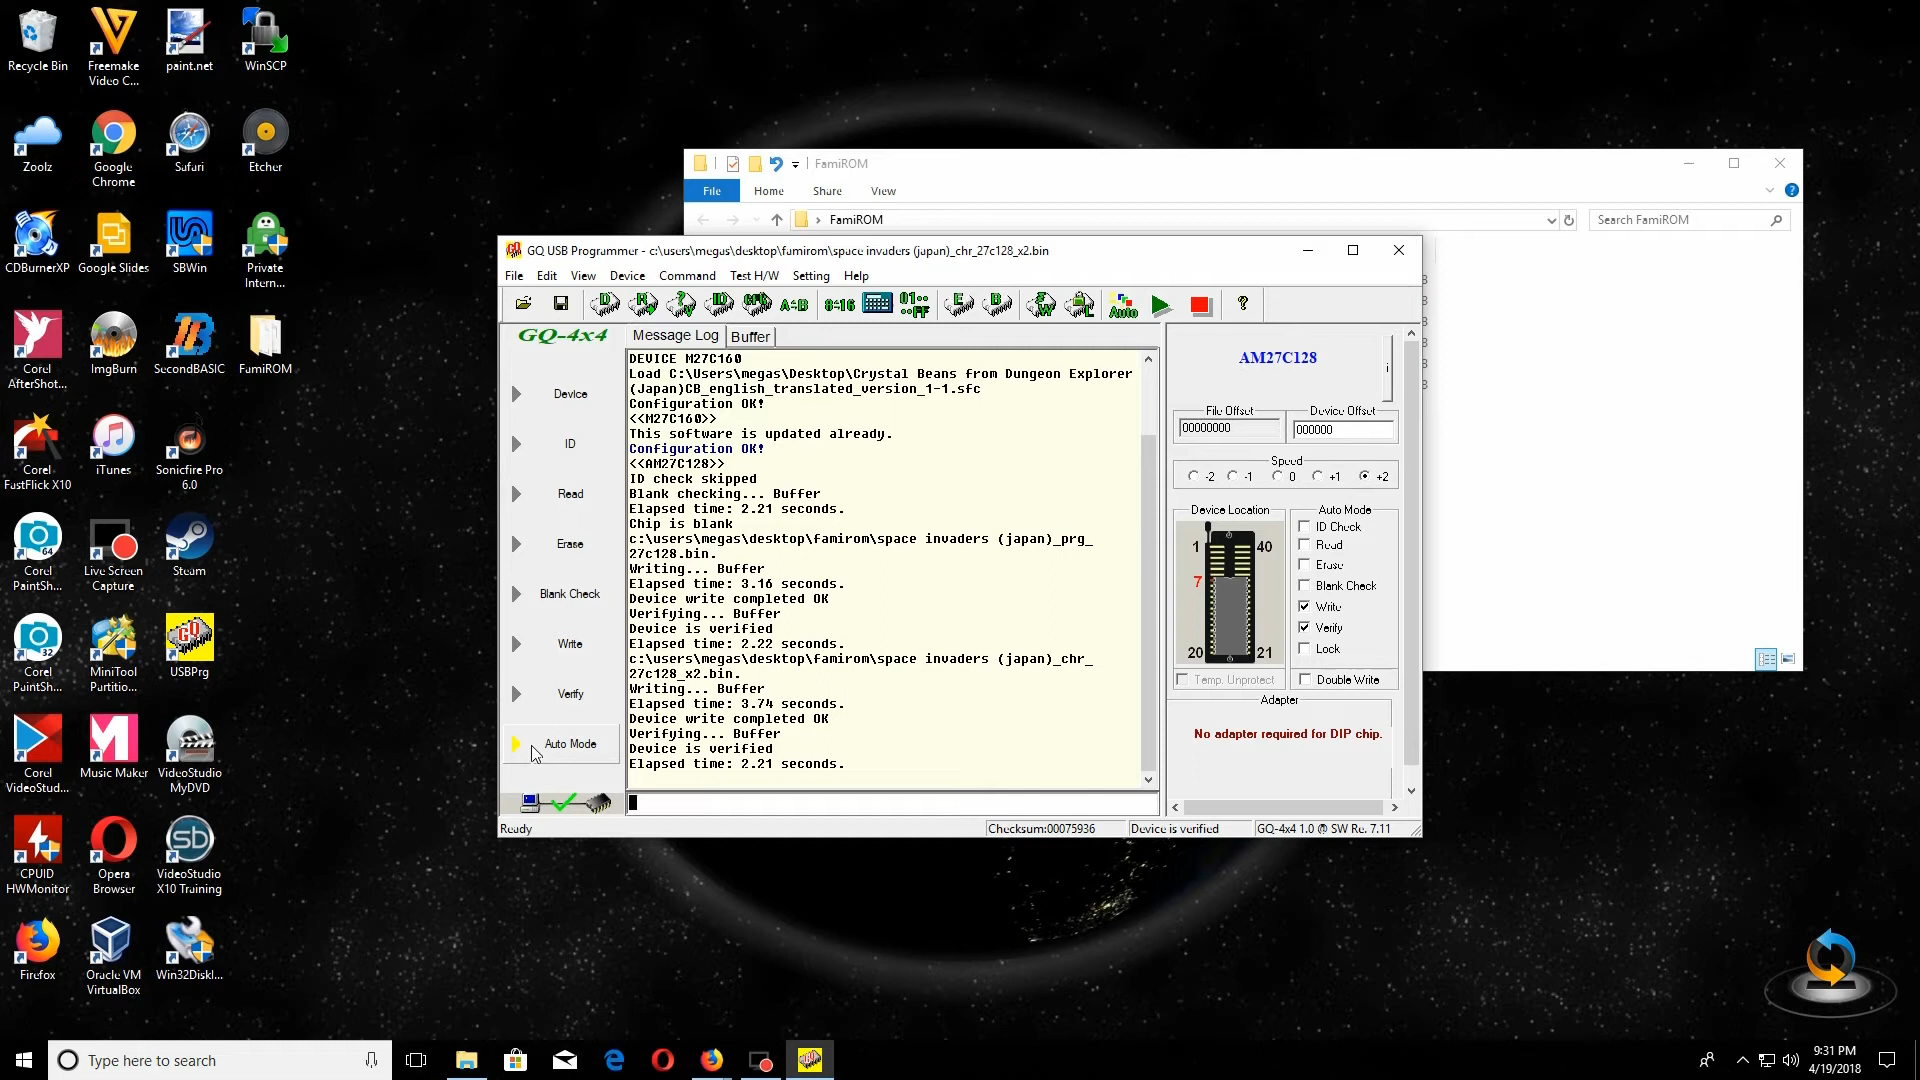 Recycle Bin
Freemake
Video C...
paint.net
WinSCP
Zoolz
Google
Chrome
Safari
Etcher
CDBurnerXP
Google Slides
SBWin
Private
Intern...
Corel
AfterShot...
ImgBurn
SecondBASIC
FamiROM
Corel
FastFlick X10
iTunes
Sonicfire Pro
6.0
64
Corel
PaintSh...
Live Screen
Capture
Steam
32
Corel
PaintSh...
MiniTool
Partitio...
GQ
USBPrg
Corel
VideoStud...
Music Maker
VideoStudio
MyDVD
CPUID
HWMonitor
Opera
Browser
VideoStudio
X10 Training
Firefox
Oracle VM
VirtualBox
Win32DiskI...
FamiROM
File
Home
Share
View
FamiROM
Search FamiROM
GQ USB Programmer - c:\users\megas\desktop\famirom\space invaders (japan)_chr_27c128_x2.bin
File Edit View Device Command Test H/W Setting Help
GQ-4x4
Message Log
Buffer
Device
ID
Read
Erase
Blank Check
Write
Verify
Auto Mode
DEVICE M27C160
Load C:\Users\megas\Desktop\Crystal Beans from Dungeon Explorer
(Japan)CB_english_translated_version_1-1.sfc
Configuration OK!
<<M27C160>>
This software is updated already.
Configuration OK!
<<AM27C128>>
ID check skipped
Blank checking... Buffer
Elapsed time: 2.21 seconds.
Chip is blank
c:\users\megas\desktop\famirom\space invaders (japan)_prg_
27c128.bin.
Writing... Buffer
Elapsed time: 3.16 seconds.
Device write completed OK
Verifying... Buffer
Device is verified
Elapsed time: 2.22 seconds.
c:\users\megas\desktop\famirom\space invaders (japan)_chr_
27c128_x2.bin.
Writing... Buffer
Elapsed time: 3.74 seconds.
Device write completed OK
Verifying... Buffer
Device is verified
Elapsed time: 2.21 seconds.
AM27C128
i
File Offset
00000000
Device Offset
000000
Speed
-2 -1 0 +1 +2
Device Location
1 40
7
20 21
Temp. Unprotect
Auto Mode
ID Check
Read
Erase
Blank Check
Write
Verify
Lock
Double Write
Adapter
No adapter required for DIP chip.
Ready
Checksum:00075936
Device is verified
GQ-4x4 1.0 @ SW Re. 7.11
Type here to search
9:31 PM
4/19/2018